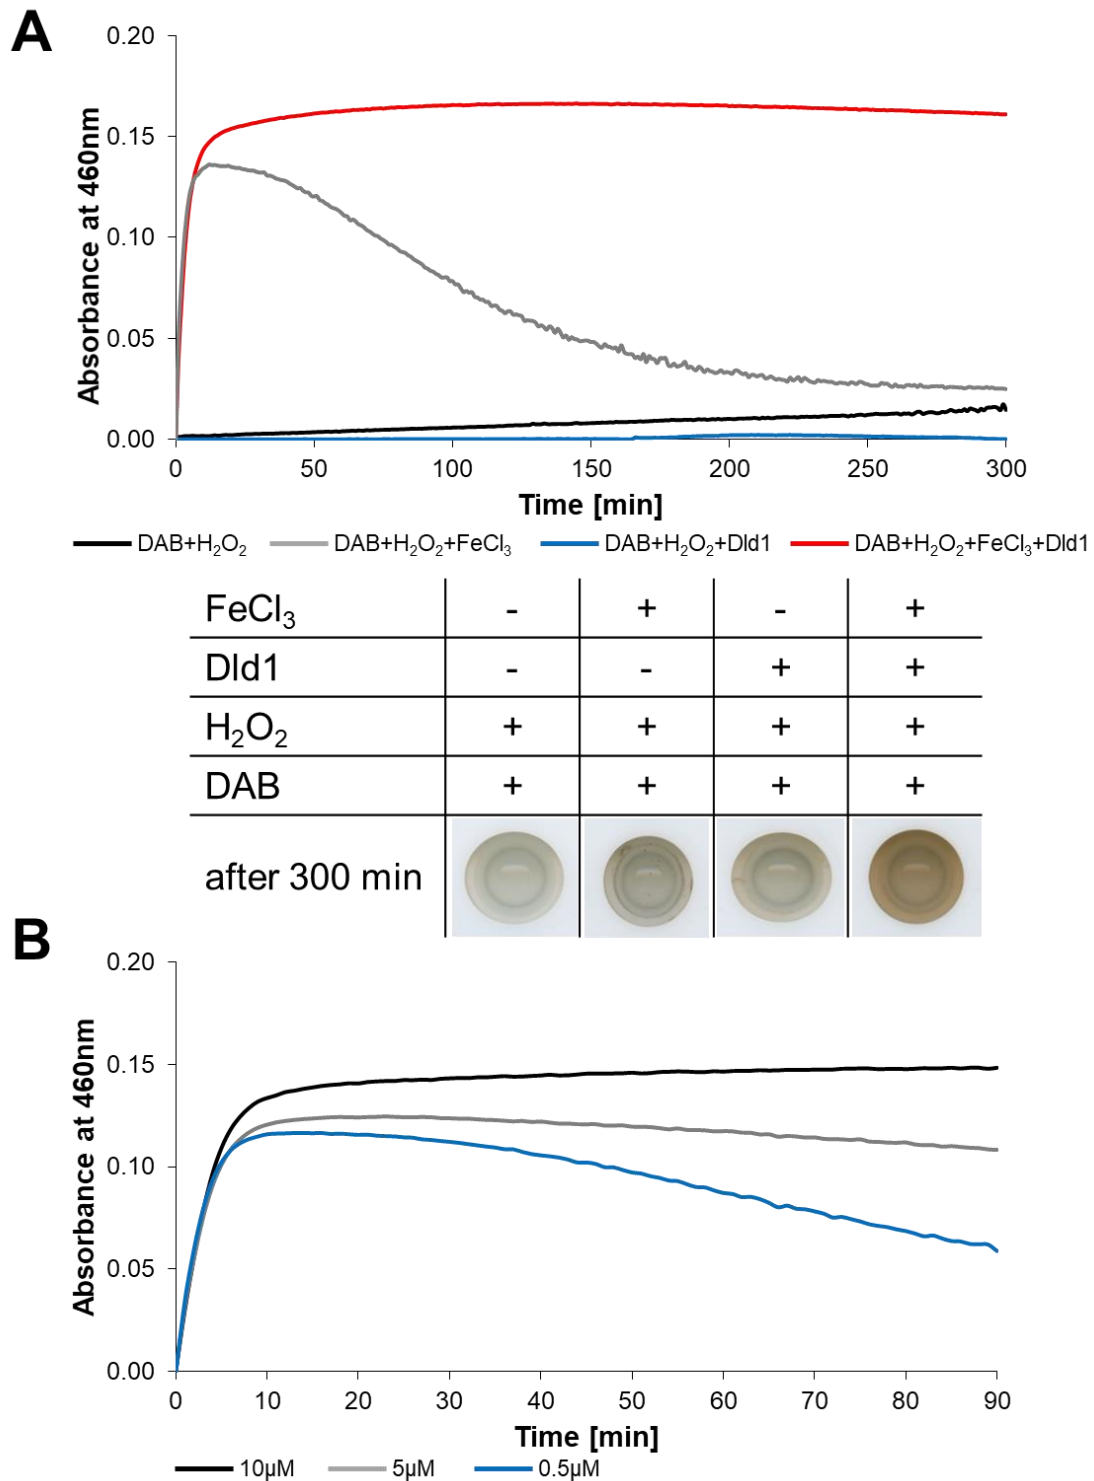 A
0.20
0.15
0.10
0.05
0.00
Absorbance at 460nm
0 50 100 150 200 250 300
Time [min]
DAB+H₂O₂ DAB+H₂O₂+FeCl₃ DAB+H₂O₂+Dld1 DAB+H₂O₂+FeCl₃+Dld1
FeCl₃ - + - +
Dld1 - - + +
H₂O₂ + + + +
DAB + + + +
after 300 min
B
0.20
0.15
0.10
0.05
0.00
Absorbance at 460nm
0 10 20 30 40 50 60 70 80 90
Time [min]
10µM 5µM 0.5µM